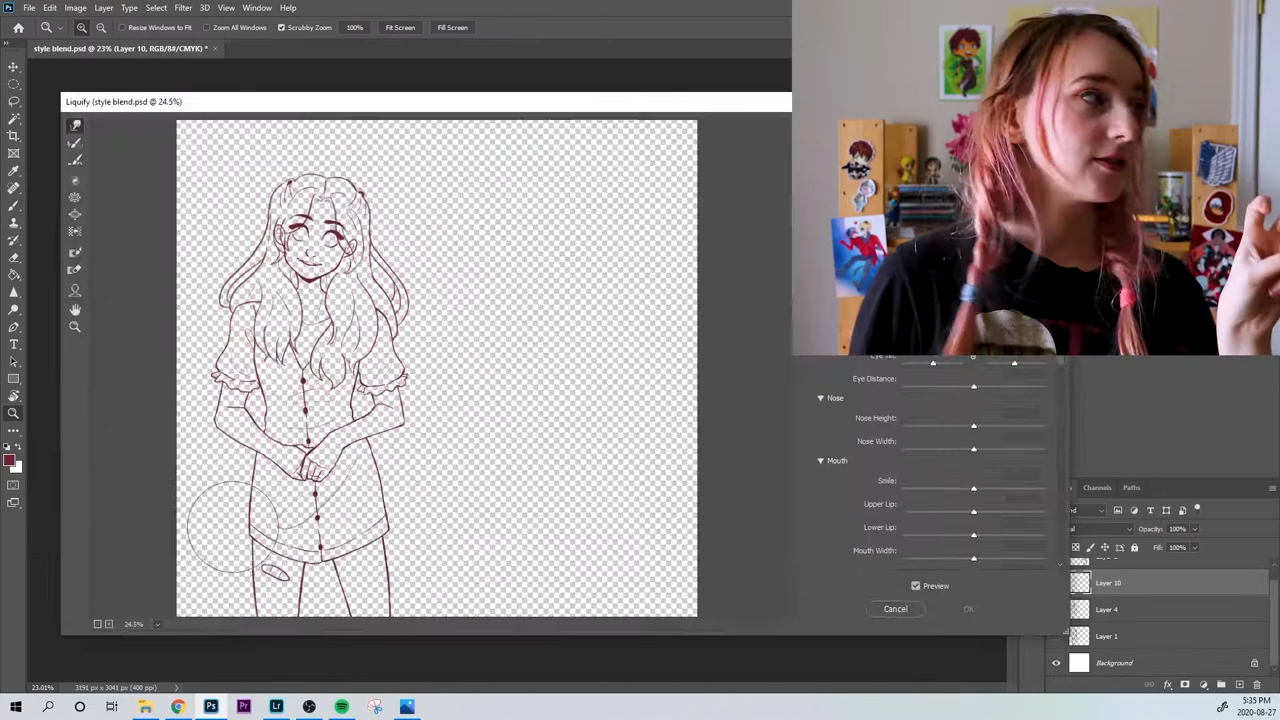 File Edit Image Layer Type Select Filter 3D View Window Help
Resize Windows to Fit Zoom All Windows Scrubby Zoom 100% Fit Screen Fill Screen
style blend.psd @ 23% (Layer 10, RGB/8#/CMYK) *
Liquify (style blend.psd @ 24.5%)
Eye Distance:
Nose
Nose Height:
Nose Width:
Mouth
Smile:
Upper Lip:
Lower Lip:
Mouth Width:
Preview
Cancel OK
24.5%
Channels Paths
Opacity: 100%
Fill: 100%
Layer 10
Layer 4
Layer 1
Background
23.01% 3191 px x 3041 px (400 ppi)
5:35 PM
2020-08-27